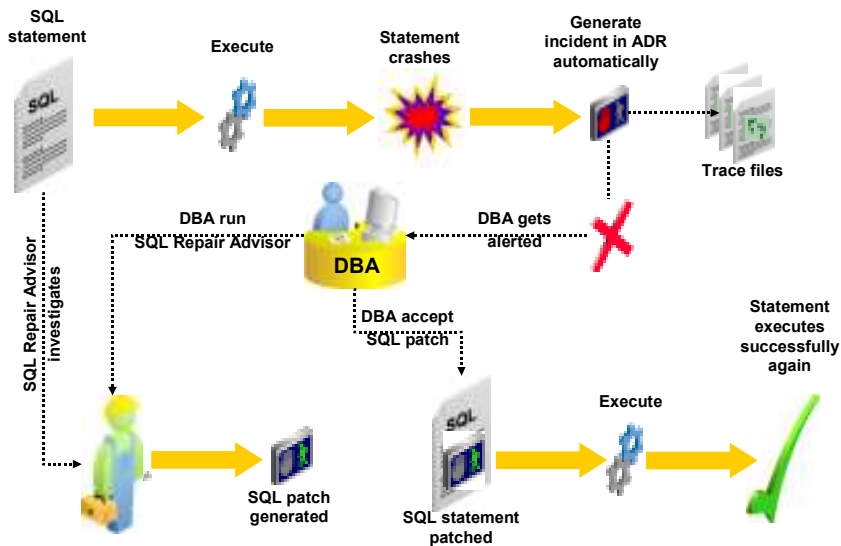 SQL
statement
Execute
Statement
crashes
Generate
incident in ADR
automatically
SQL
Trace files
DBA run
SQL Repair Advisor
DBA gets
alerted
DBA
SQL Repair Advisor
investigates
DBA accept
SQL patch
Statement
executes
successfully
again
SQL
Execute
SQL patch
generated
SQL statement
patched